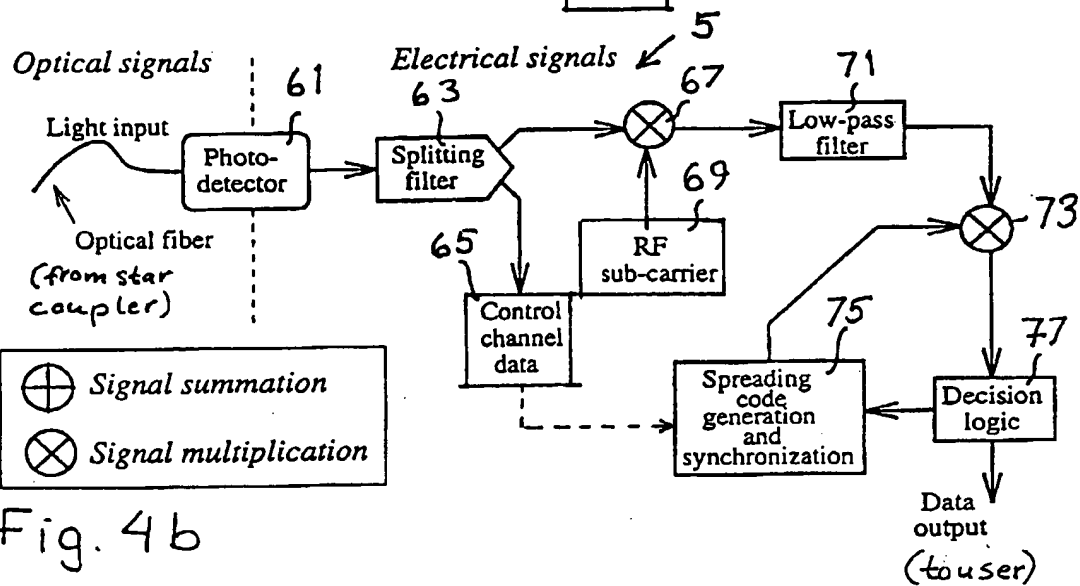 5
Optical signals
Electrical signals
61
63
67
71
Light input
Photo-
detector
Splitting
filter
Low-pass
filter
69
73
Optical fiber
(from star
coupler)
65
RF
sub-carrier
Control
channel
data
75
77
Signal summation
Signal multiplication
Spreading
code
generation
and
synchronization
Decision
logic
Data
output
(to user)
Fig. 4b